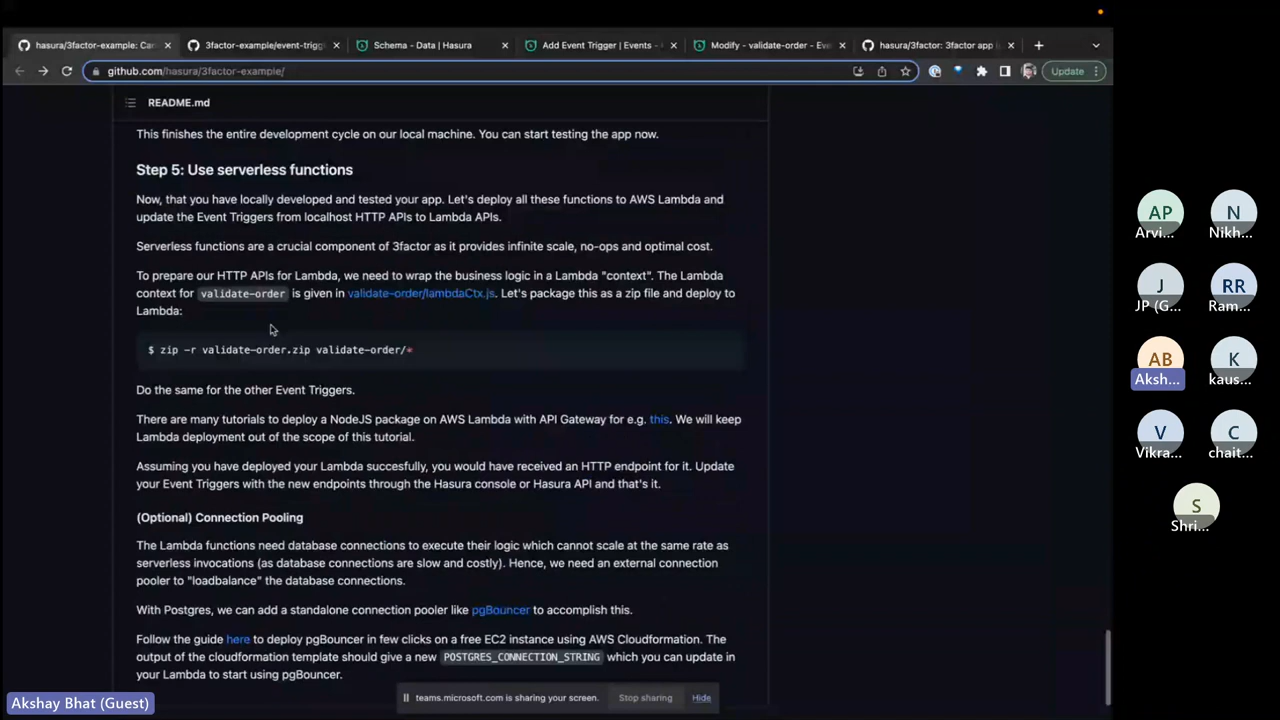 hasura/3factor-example: Ca
3factor-example/event-trigg
Schema - Data | Hasura
Add Event Trigger | Events -
Modify - validate-order - Eve
hasura/3factor: 3factor app i
github.com/hasura/3factor-example/
Update
README.md
This finishes the entire development cycle on our local machine. You can start testing the app now.
Step 5: Use serverless functions
Now, that you have locally developed and tested your app. Let's deploy all these functions to AWS Lambda and
update the Event Triggers from localhost HTTP APIs to Lambda APIs.
Serverless functions are a crucial component of 3factor as it provides infinite scale, no-ops and optimal cost.
To prepare our HTTP APIs for Lambda, we need to wrap the business logic in a Lambda "context". The Lambda
context for validate-order is given in validate-order/lambdaCtx.js. Let's package this as a zip file and deploy to
Lambda:
$ zip -r validate-order.zip validate-order/*
Do the same for the other Event Triggers.
There are many tutorials to deploy a NodeJS package on AWS Lambda with API Gateway for e.g. this. We will keep
Lambda deployment out of the scope of this tutorial.
Assuming you have deployed your Lambda succesfully, you would have received an HTTP endpoint for it. Update
your Event Triggers with the new endpoints through the Hasura console or Hasura API and that's it.
(Optional) Connection Pooling
The Lambda functions need database connections to execute their logic which cannot scale at the same rate as
serverless invocations (as database connections are slow and costly). Hence, we need an external connection
pooler to "loadbalance" the database connections.
With Postgres, we can add a standalone connection pooler like pgBouncer to accomplish this.
Follow the guide here to deploy pgBouncer in few clicks on a free EC2 instance using AWS Cloudformation. The
output of the cloudformation template should give a new POSTGRES_CONNECTION_STRING which you can update in
your Lambda to start using pgBouncer.
teams.microsoft.com is sharing your screen.
Stop sharing
Hide
Akshay Bhat (Guest)
AP
N
Arvi...
Nikh...
J
RR
JP (G...
Ram...
AB
K
Aksh...
kaus...
V
C
Vikra...
chait...
S
Shri...